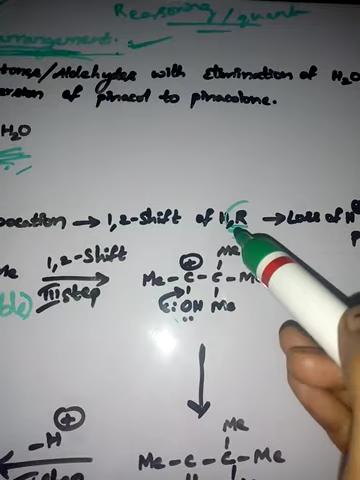 Reasoning/quant
arrangement.
tones/Aldehydes with elimination of H2O
ersion of pinacol to pinacolone.
H2O
ocation → 1,2-shift of H,R → Loss of H
Me 1,2-shift
III step
Me
Me - C - C - M
:OH Me
⊕
-H
Me
Me - C - C - Me